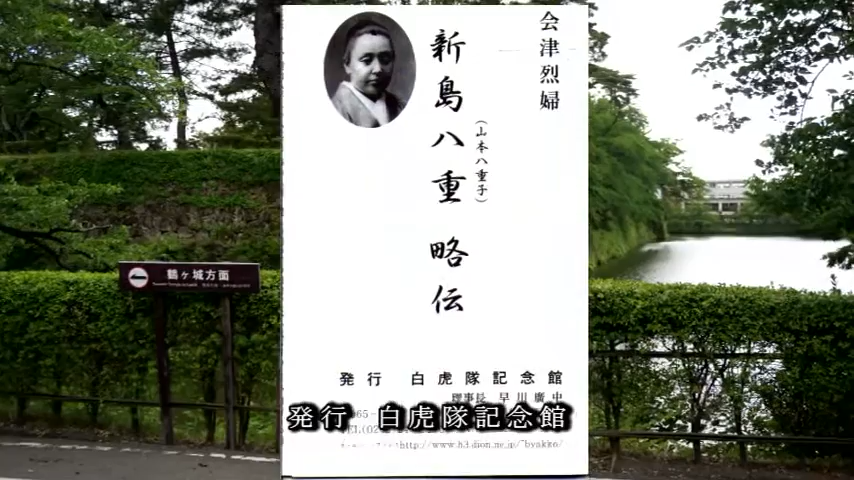 会津烈婦
新島八重 略伝
（山本八重子）
発行 白虎隊記念館
理事長 早川廣中
発行 白虎隊記念館
http://www.h3.dion.ne.jp/~byakko/
鶴ヶ城方面